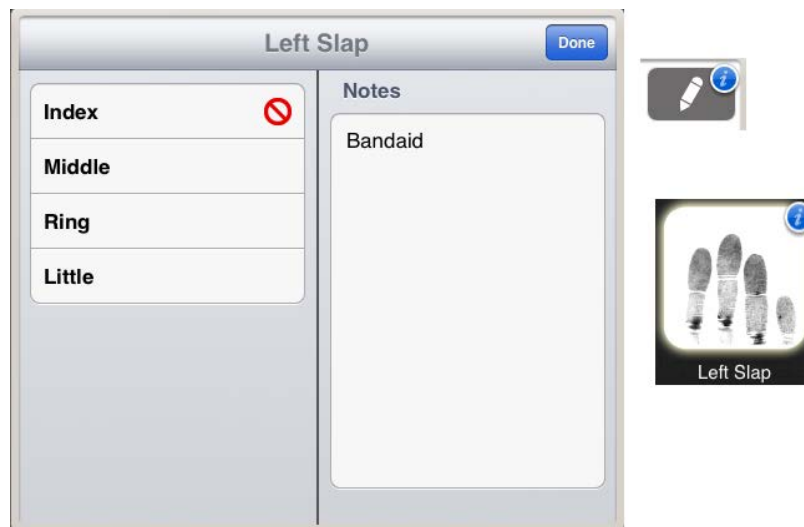 Left Slap
Done
Index
Middle
Ring
Little
Notes
Bandaid
i
i
Left Slap